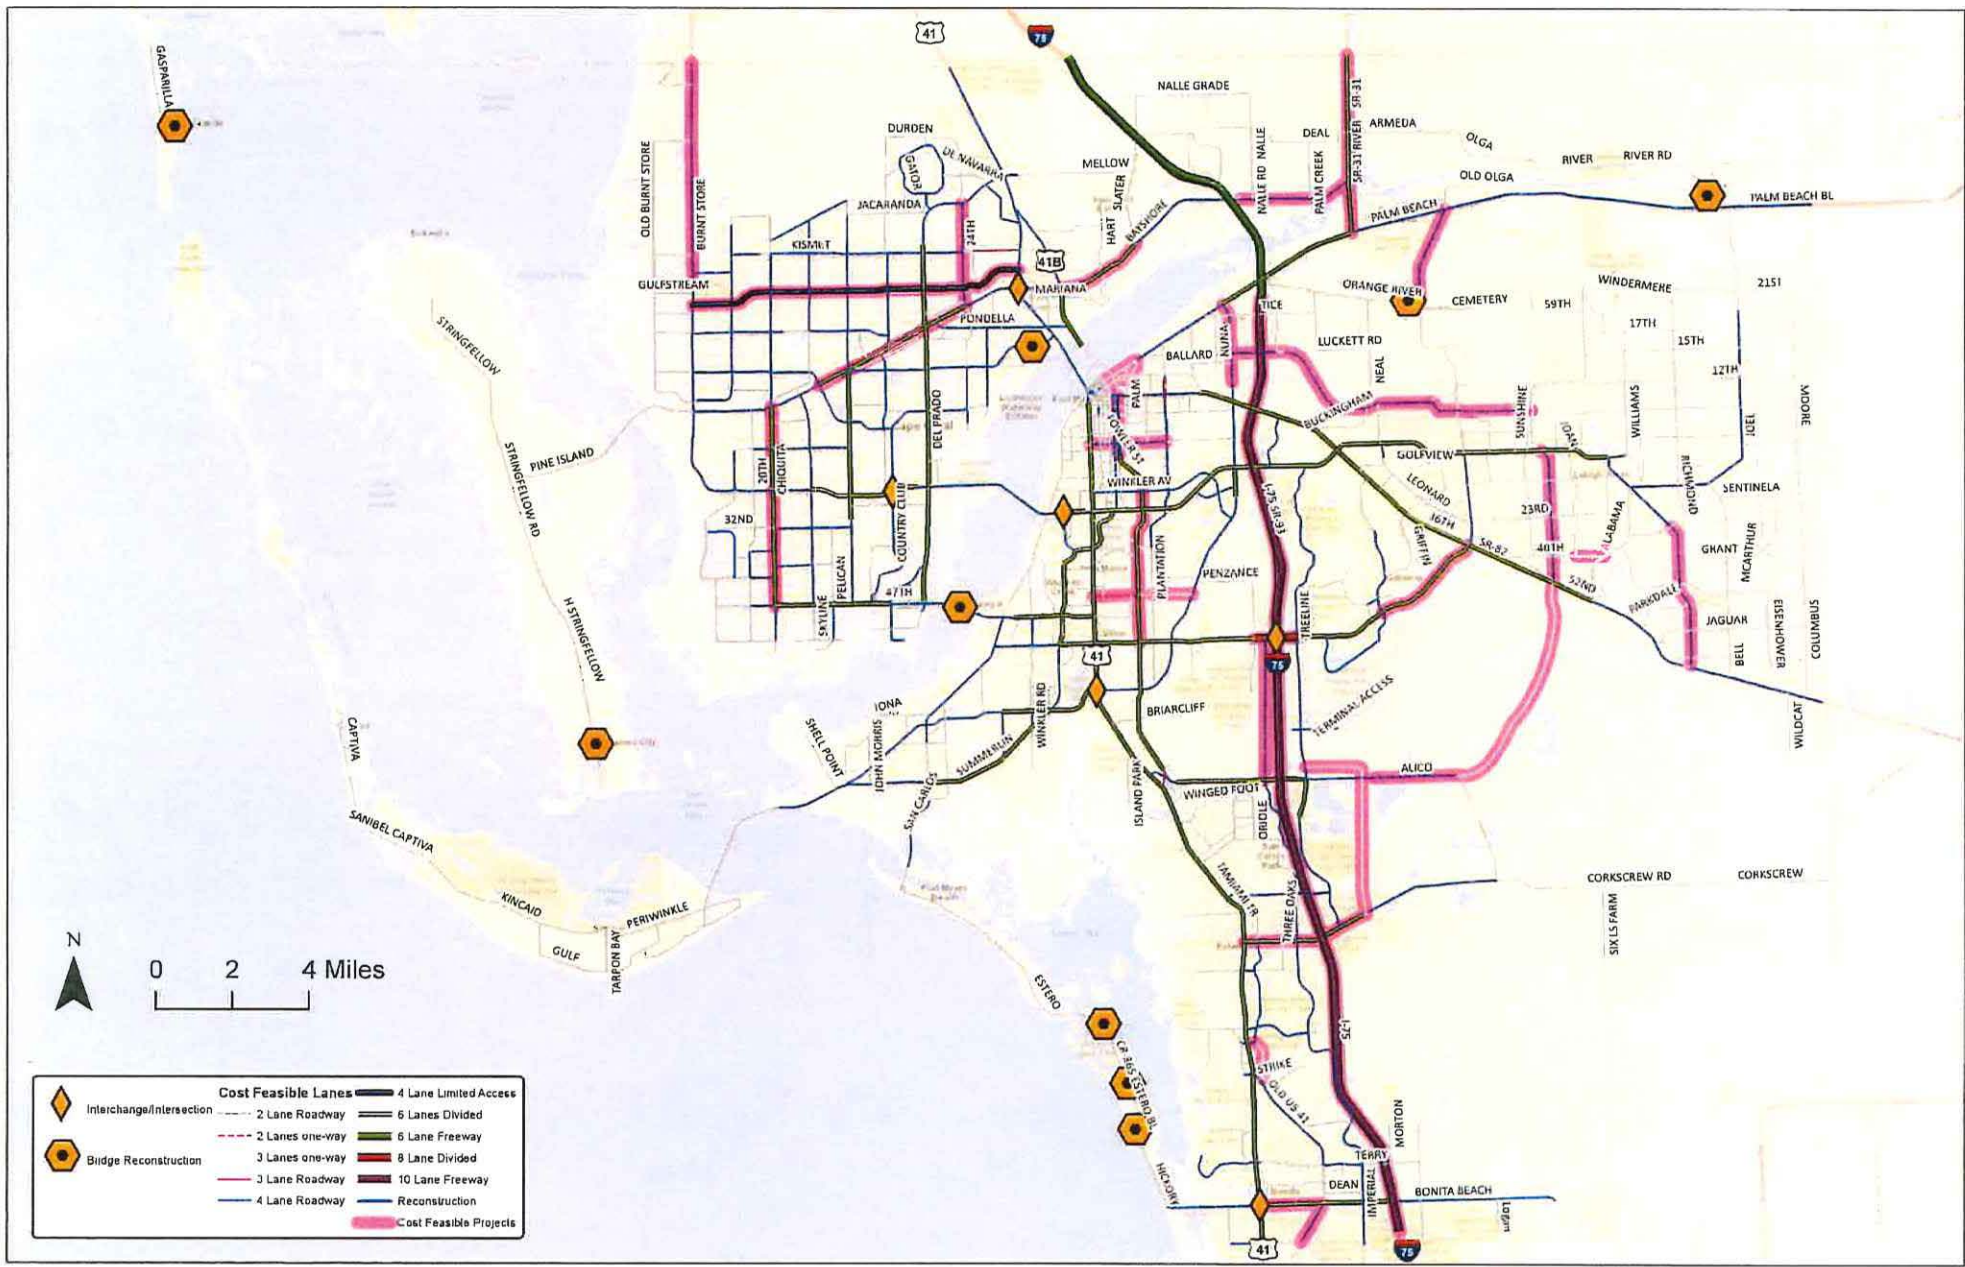 41
75
GASPARILLA
NALLE GRADE
SR-31
SR-31 RIVER
ARMEDA
DEAL
OLGA
RIVER
RIVER RD
OLD OLGA
PALM BEACH BL
PALM BEACH
PALM CREEK
NALLE RD NALLE
DURDEN
DE NAVARRA
GATOR
MELLOW
SLATER
HART
BAYSHORE
OLD BURNT STORE
BURNT STORE
JACARANDA
KISMET
24TH
41B
MARIANA
GULFSTREAM
PONDELLA
TICE
ORANGE RIVER
CEMETERY
59TH
WINDERMERE
21ST
17TH
15TH
12TH
NUNA
BALLARD
LUCKETT RD
NEAL
STRINGFELLOW
PALM
DEL PRADO
BUCKINGHAM
SUNSHINE
JOAN
WILLIAMS
JOEL
MOORE
20TH
CHIQUITA
FOWLER ST
GOLFVIEW
PINE ISLAND
STRINGFELLOW RD
WINKLER AV
COUNTRY CLUB
I-75 SR-93
LEONARD
36TH
RICHMOND
SENTINELA
32ND
23RD
ALABAMA
GRIFFIN
SR-82
40TH
GRANT
MCARTHUR
PLANTATION
PENZANCE
PELICAN
47TH
SKYLINE
52ND
PARKDALE
TREELINE
JAGUAR
BELL
EISENHOWER
COLUMBUS
H STRINGFELLOW
41
75
CAPTIVA
SHELL POINT
IONA
JOHN MORRIS
WINKLER RD
BRIARCLIFF
TERMINAL ACCESS
WILDCAT
SUMMERLIN
SAN CARLOS
ISLAND PARK
WINGED FOOT
ALICO
ORIOLE
SANIBEL CAPTIVA
KINCAID
PERIWINKLE
GULF
TARPON BAY
TAMIAMI TR
THREE OAKS
CORKSCREW RD
CORKSCREW
SIX LS FARM
N
0 2 4 Miles
ESTERO
I-75
STRIKE
OLD US 41
CR 865 ESTERO BL
HICKORY
MORTON
TERRY
DEAN
IMPERIAL
BONITA BEACH
Logan
41
75
Interchange/Intersection
Bridge Reconstruction
Cost Feasible Lanes
2 Lane Roadway
2 Lanes one-way
3 Lanes one-way
3 Lane Roadway
4 Lane Roadway
4 Lane Limited Access
6 Lanes Divided
6 Lane Freeway
8 Lane Divided
10 Lane Freeway
Reconstruction
Cost Feasible Projects